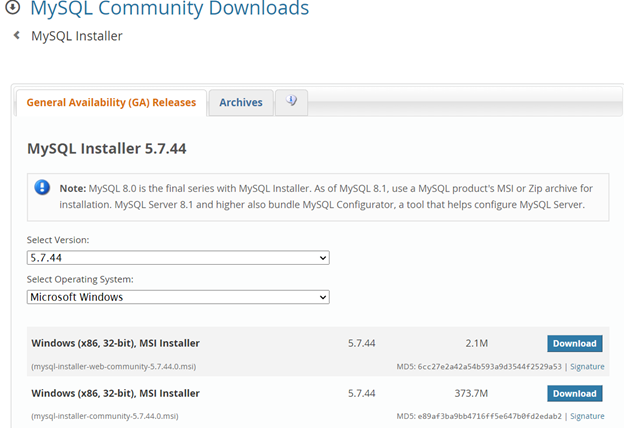 MySQL Community Downloads
MySQL Installer
General Availability (GA) Releases
Archives
MySQL Installer 5.7.44
Note: MySQL 8.0 is the final series with MySQL Installer. As of MySQL 8.1, use a MySQL product's MSI or Zip archive for
installation. MySQL Server 8.1 and higher also bundle MySQL Configurator, a tool that helps configure MySQL Server.
Select Version:
5.7.44
Select Operating System:
Microsoft Windows
Windows (x86, 32-bit), MSI Installer 5.7.44 2.1M Download
(mysql-installer-web-community-5.7.44.0.msi) MD5: 6cc27e2a42a54b593a9d3544f2529a53 | Signature
Windows (x86, 32-bit), MSI Installer 5.7.44 373.7M Download
(mysql-installer-community-5.7.44.0.msi) MD5: e89af3ba9bb4716ff5e647b0fd2edab2 | Signature